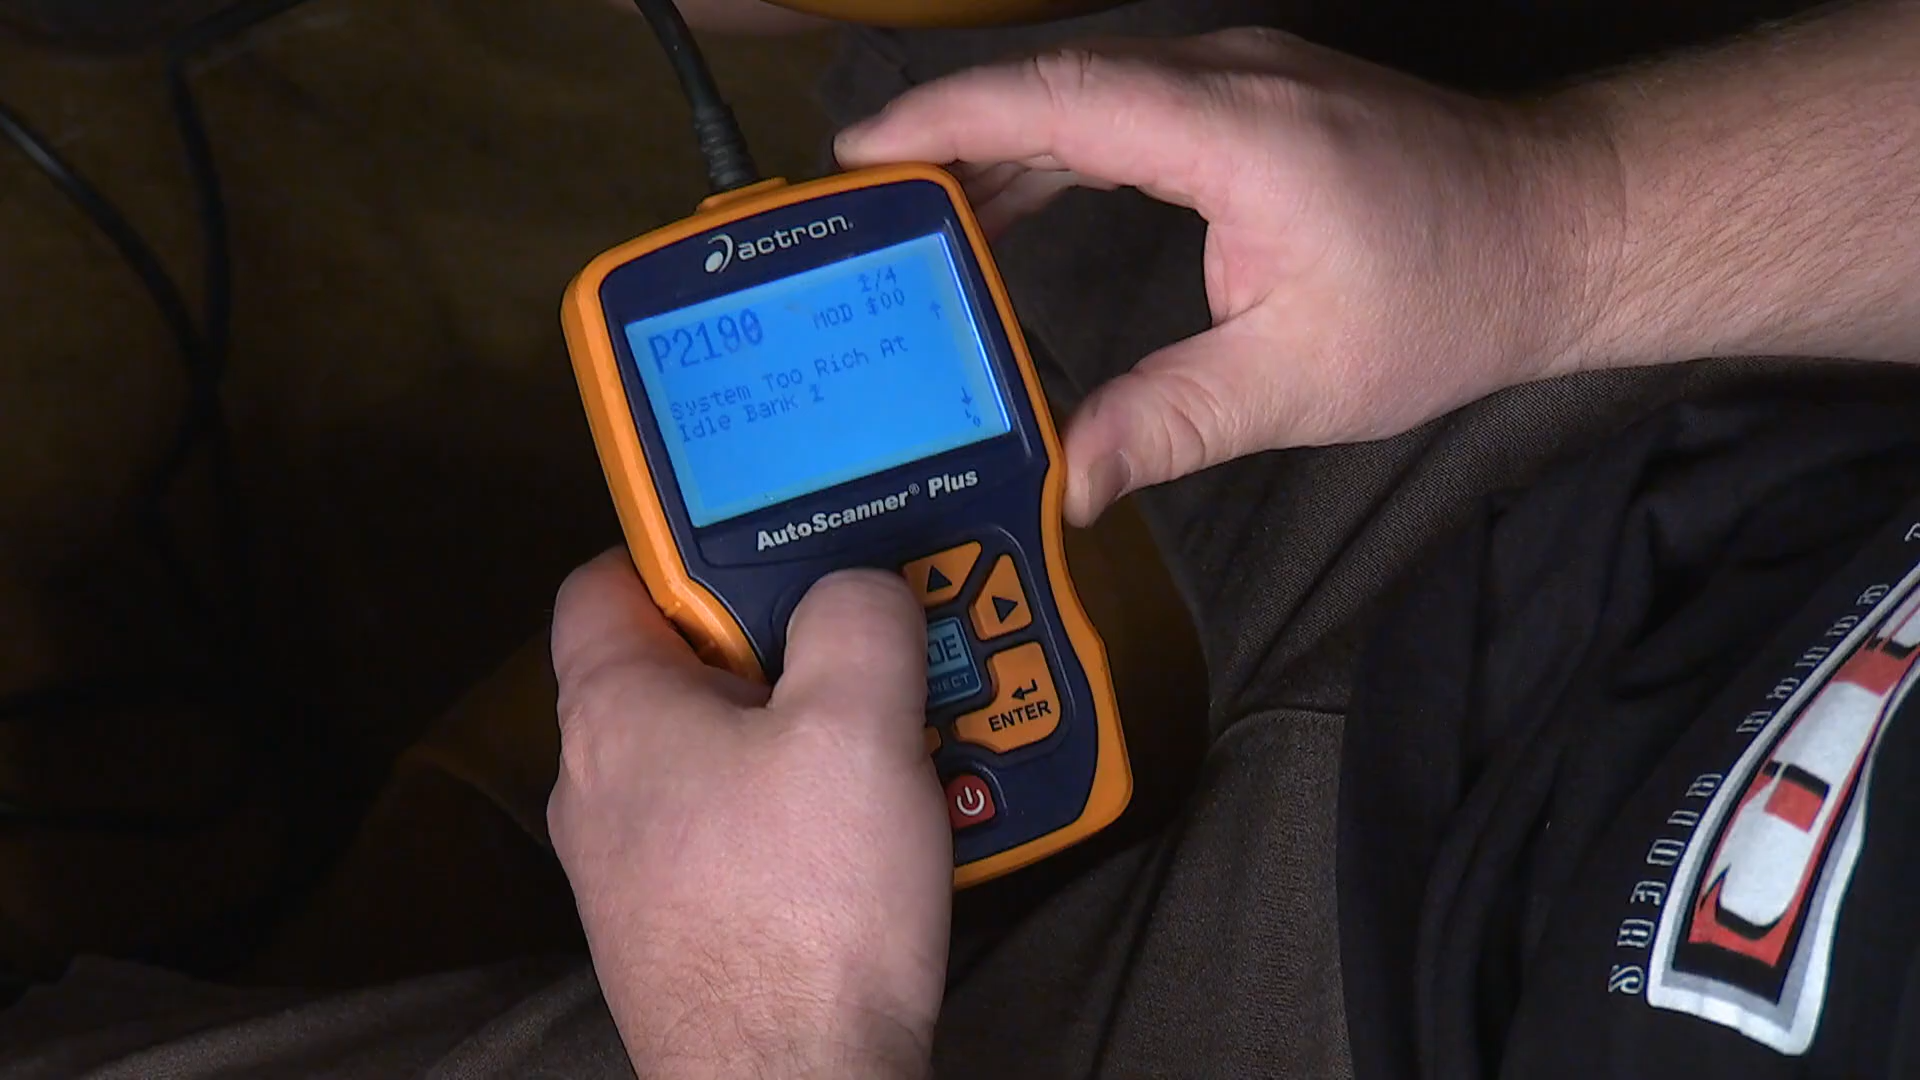 actron
1/4
P2190 MOD $00
System Too Rich At
Idle Bank 1
AutoScanner® Plus
ENTER